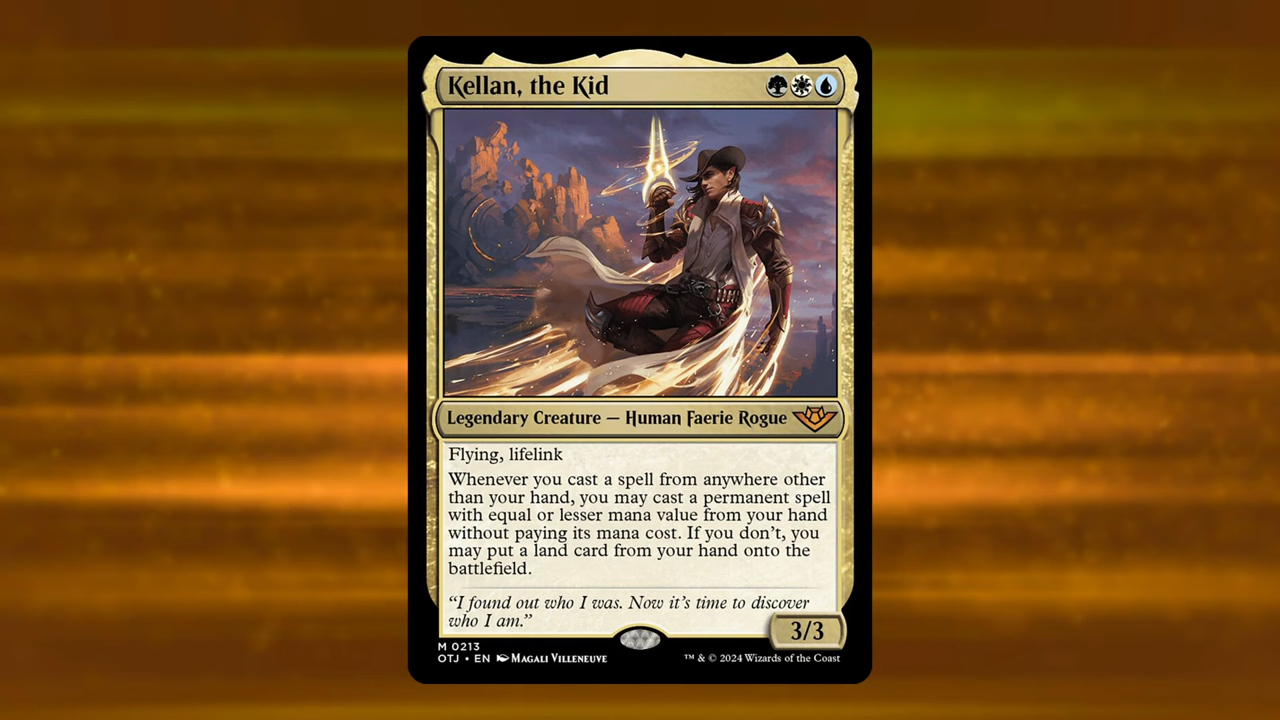 Kellan, the Kid
Legendary Creature — Human Faerie Rogue
Flying, lifelink
Whenever you cast a spell from anywhere other
than your hand, you may cast a permanent spell
with equal or lesser mana value from your hand
without paying its mana cost. If you don't, you
may put a land card from your hand onto the
battlefield.
“I found out who I was. Now it's time to discover
who I am.”
3/3
M 0213
OTJ • EN Magali Villeneuve
™ & © 2024 Wizards of the Coast